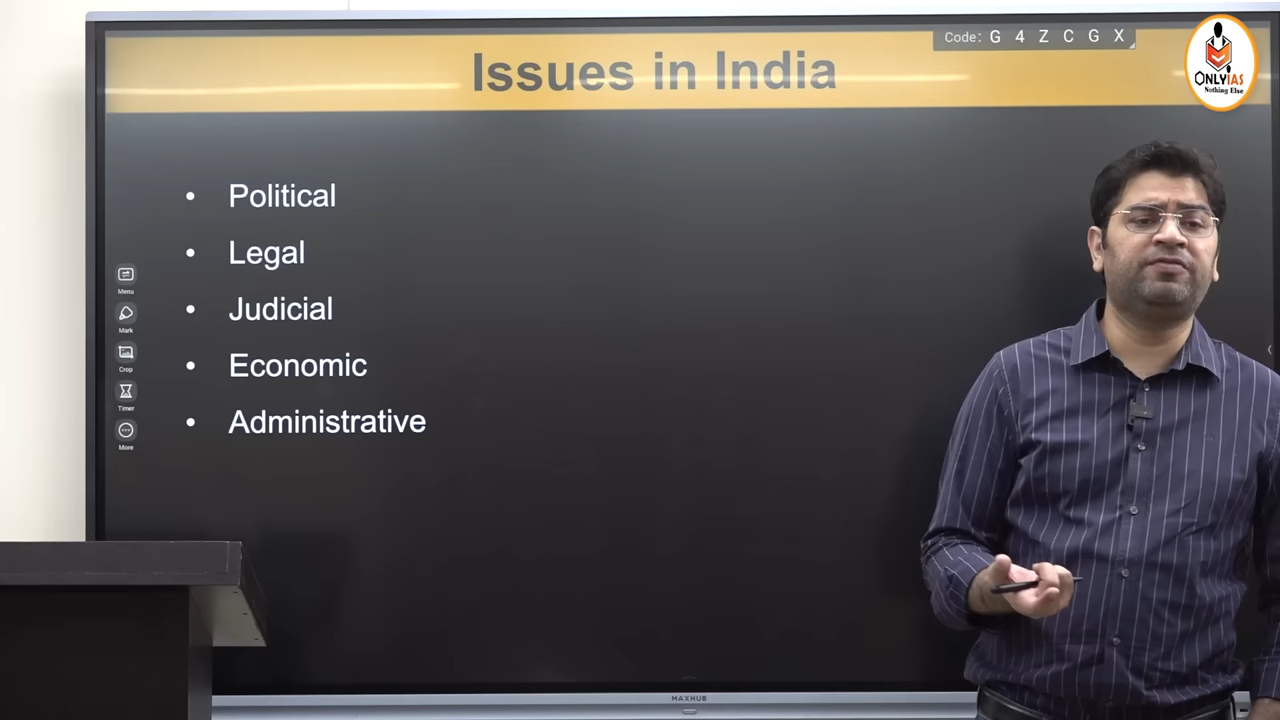 Issues in India
Code: G 4 Z C G X
ONLYIAS
Nothing Else
• Political
• Legal
• Judicial
• Economic
• Administrative
Menu
Mark
Crop
Timer
More
MAXHUB